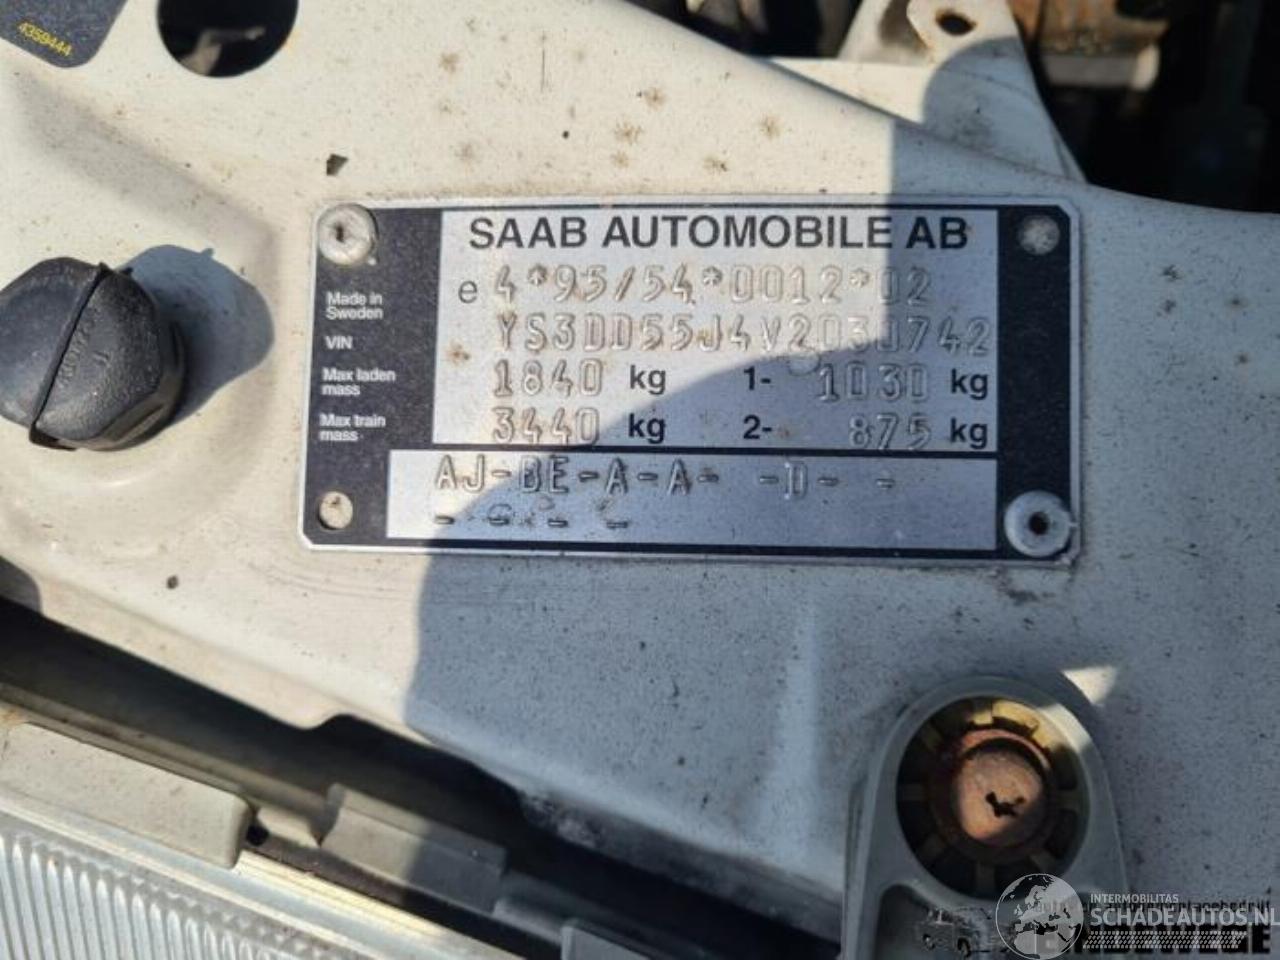 4359444
SAAB AUTOMOBILE AB
e 4*95/54*0012*02
Made in
Sweden
VIN YS3DD55J4V2030742
Max laden
mass 1840 kg 1- 1030 kg
Max train
mass 3440 kg 2- 875 kg
AJ-BE-A-A- -D- -
- - - -
INTERMOBILITAS
SCHADEAUTOS.NL